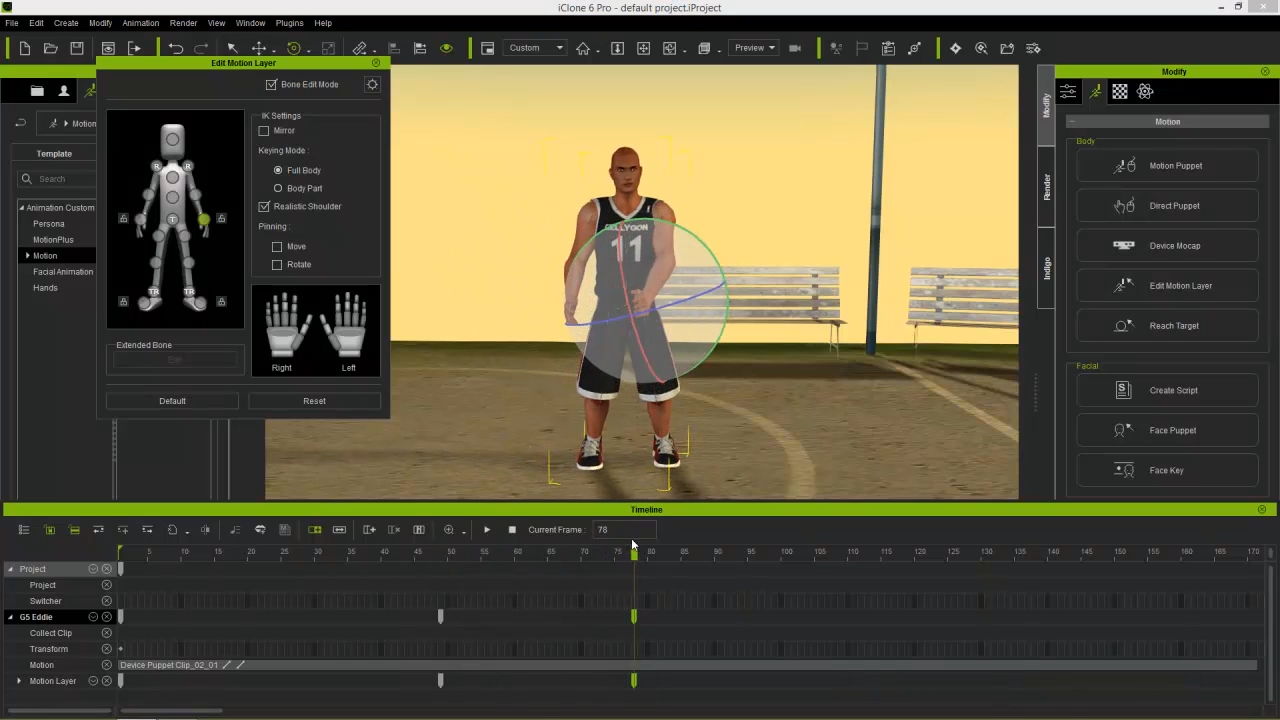 iClone 6 Pro - default project.iProject
File Edit Create Modify Animation Render View Window Plugins Help
Custom Preview
Edit Motion Layer
Bone Edit Mode
IK Settings
Mirror
Keying Mode :
Full Body
Body Part
Realistic Shoulder
Pinning :
Move
Rotate
R R
T
TR TR
Right Left
Extended Bone
Edit
Default Reset
Motion
Template
Search
Animation Custom
Persona
MotionPlus
Motion
Facial Animation
Hands
11
Modify
Render
Indigo
Modify
Motion
Body
Motion Puppet
Direct Puppet
Device Mocap
Edit Motion Layer
Reach Target
Facial
Create Script
Face Puppet
Face Key
Timeline
Current Frame : 78
5 10 15 20 25 30 35 40 45 50 55 60 65 70 75 80 85 90 95 100 105 110 115 120 125 130 135 140 145 150 155 160 165 170
Project
Project
Switcher
G5 Eddie
Collect Clip
Transform
Motion Device Puppet Clip_02_01
Motion Layer